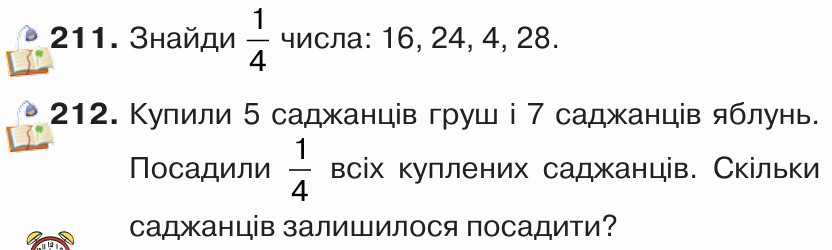 211. Знайди 1/4 числа: 16, 24, 4, 28.
212. Купили 5 саджанців груш і 7 саджанців яблунь.
Посадили 1/4 всіх куплених саджанців. Скільки
саджанців залишилося посадити?